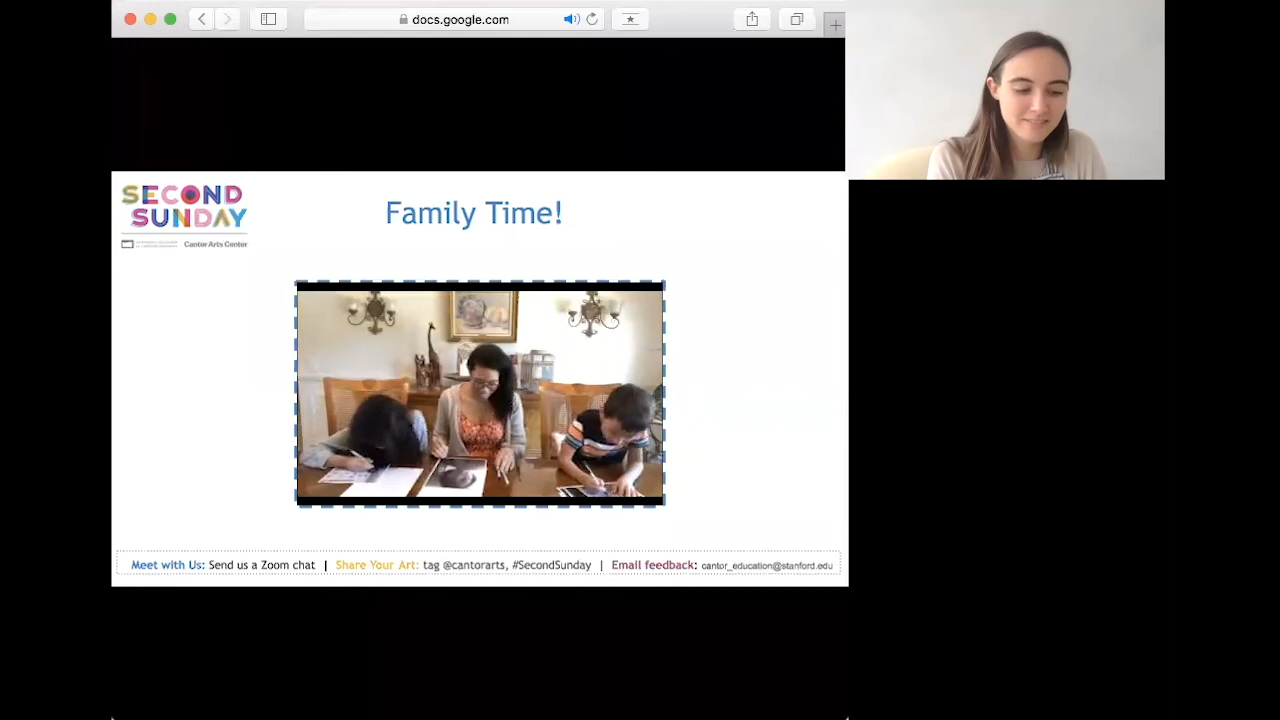 docs.google.com
SECOND
SUNDAY
Cantor Arts Center
Family Time!
Meet with Us: Send us a Zoom chat | Share Your Art: tag @cantorarts, #SecondSunday | Email feedback: cantor_education@stanford.edu